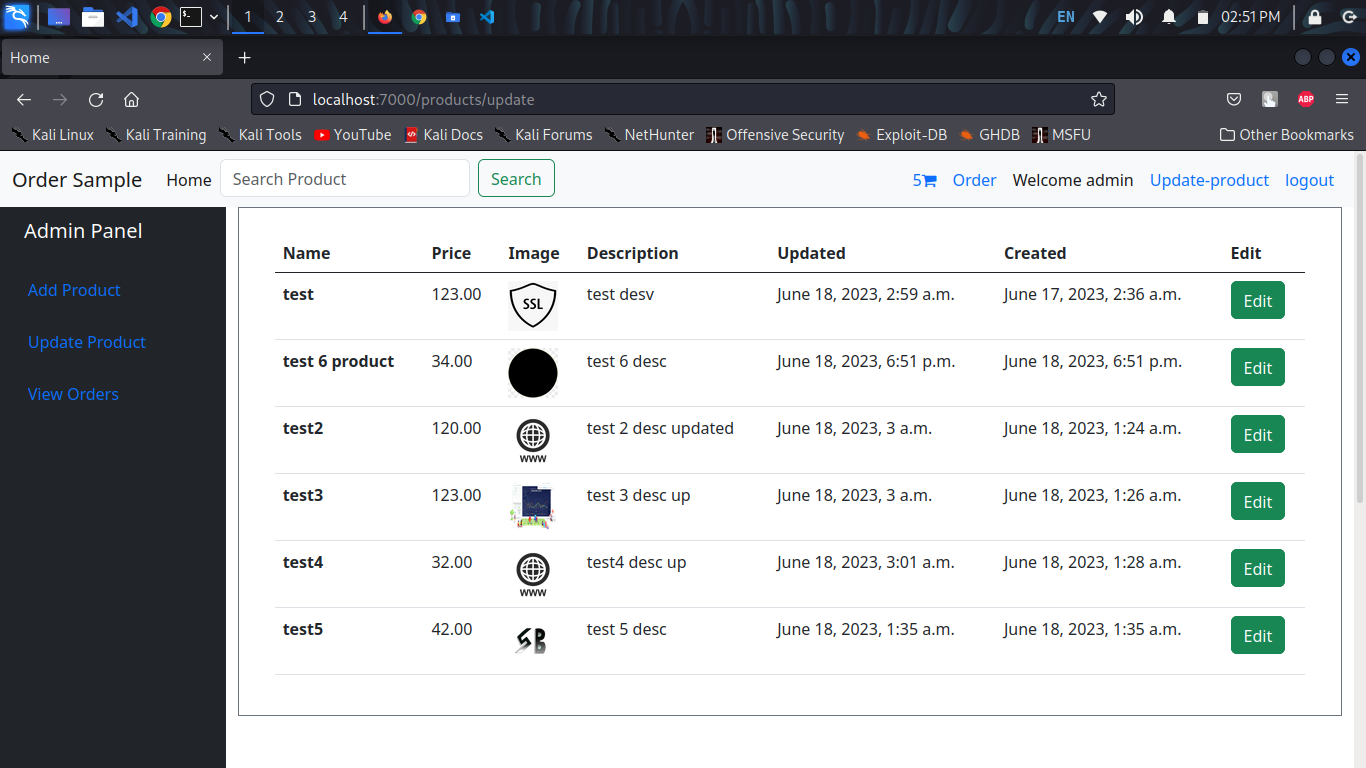 1 2 3 4 EN 02:51 PM
Home
localhost:7000/products/update ABP
Kali Linux Kali Training Kali Tools YouTube Kali Docs Kali Forums NetHunter Offensive Security Exploit-DB GHDB MSFU Other Bookmarks
Order Sample Home Search Product Search 5 Order Welcome admin Update-product logout
Admin Panel
Add Product
Update Product
View Orders
Name Price Image Description Updated Created Edit
test 123.00 SSL test desv June 18, 2023, 2:59 a.m. June 17, 2023, 2:36 a.m. Edit
test 6 product 34.00 test 6 desc June 18, 2023, 6:51 p.m. June 18, 2023, 6:51 p.m. Edit
test2 120.00 WWW test 2 desc updated June 18, 2023, 3 a.m. June 18, 2023, 1:24 a.m. Edit
test3 123.00 test 3 desc up June 18, 2023, 3 a.m. June 18, 2023, 1:26 a.m. Edit
test4 32.00 WWW test4 desc up June 18, 2023, 3:01 a.m. June 18, 2023, 1:28 a.m. Edit
test5 42.00 SB test 5 desc June 18, 2023, 1:35 a.m. June 18, 2023, 1:35 a.m. Edit